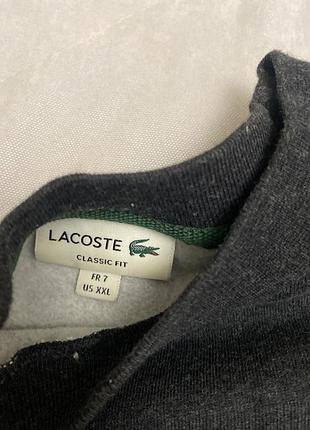 LACOSTE
CLASSIC FIT
FR 7
US XXL